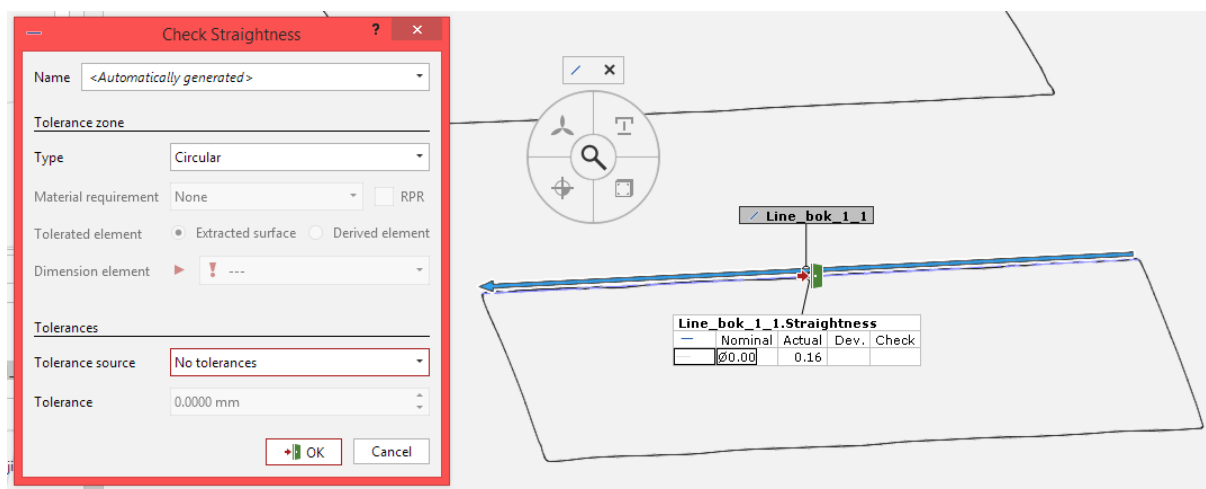 Check Straightness ? ×
Name <Automatically generated>
Tolerance zone
Type Circular
Material requirement None RPR
Tolerated element Extracted surface Derived element
Dimension element ---
Tolerances
Tolerance source No tolerances
Tolerance 0.0000 mm
OK Cancel
Line_bok_1_1
Line_bok_1_1.Straightness
Nominal Actual Dev. Check
Ø0.00 0.16